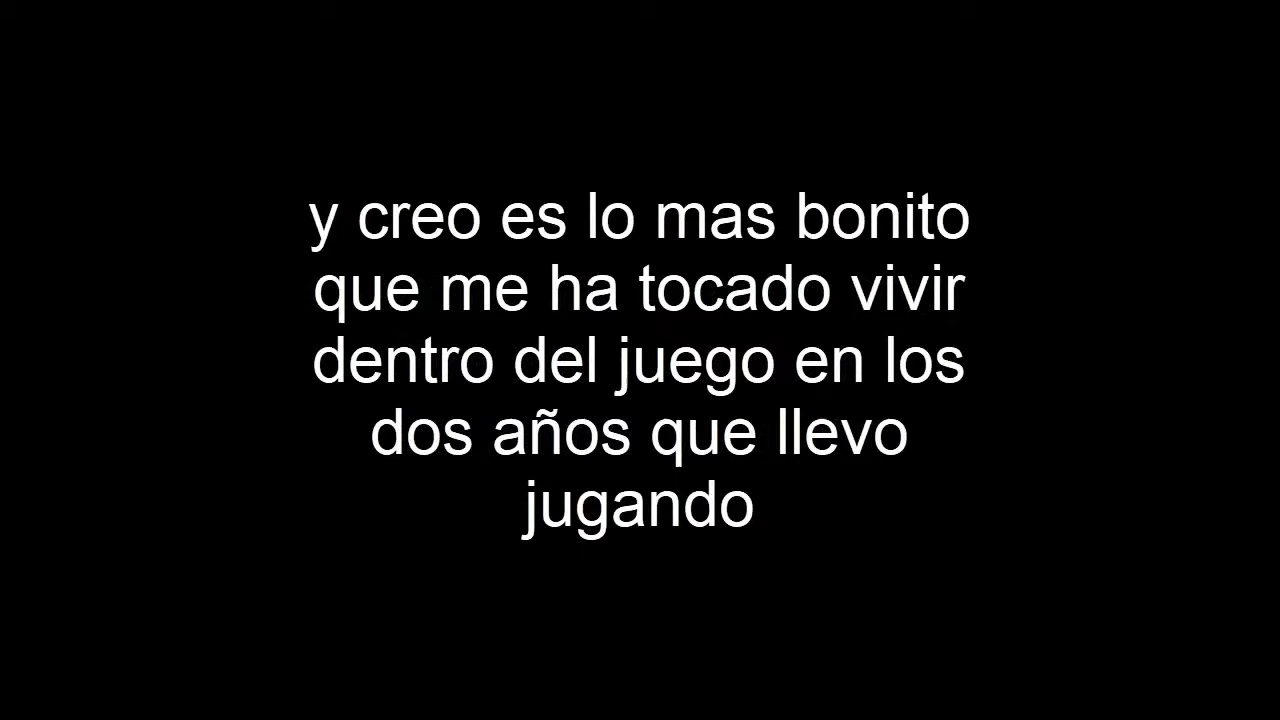 y creo es lo mas bonito
que me ha tocado vivir
dentro del juego en los
dos años que llevo
jugando